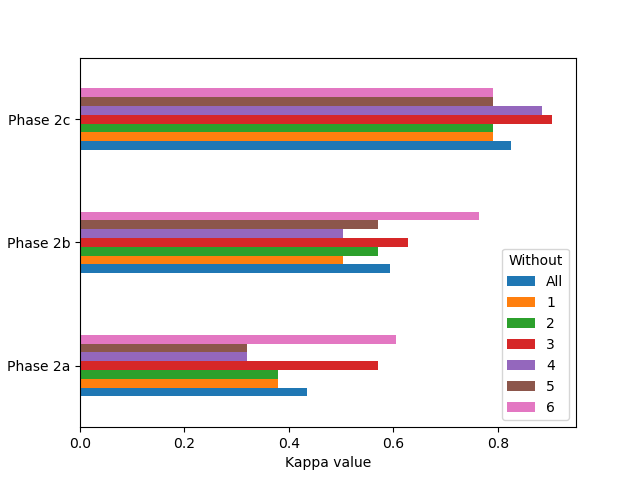 Phase 2c
Phase 2b
Phase 2a
Without
All
1
2
3
4
5
6
0.0 0.2 0.4 0.6 0.8
Kappa value